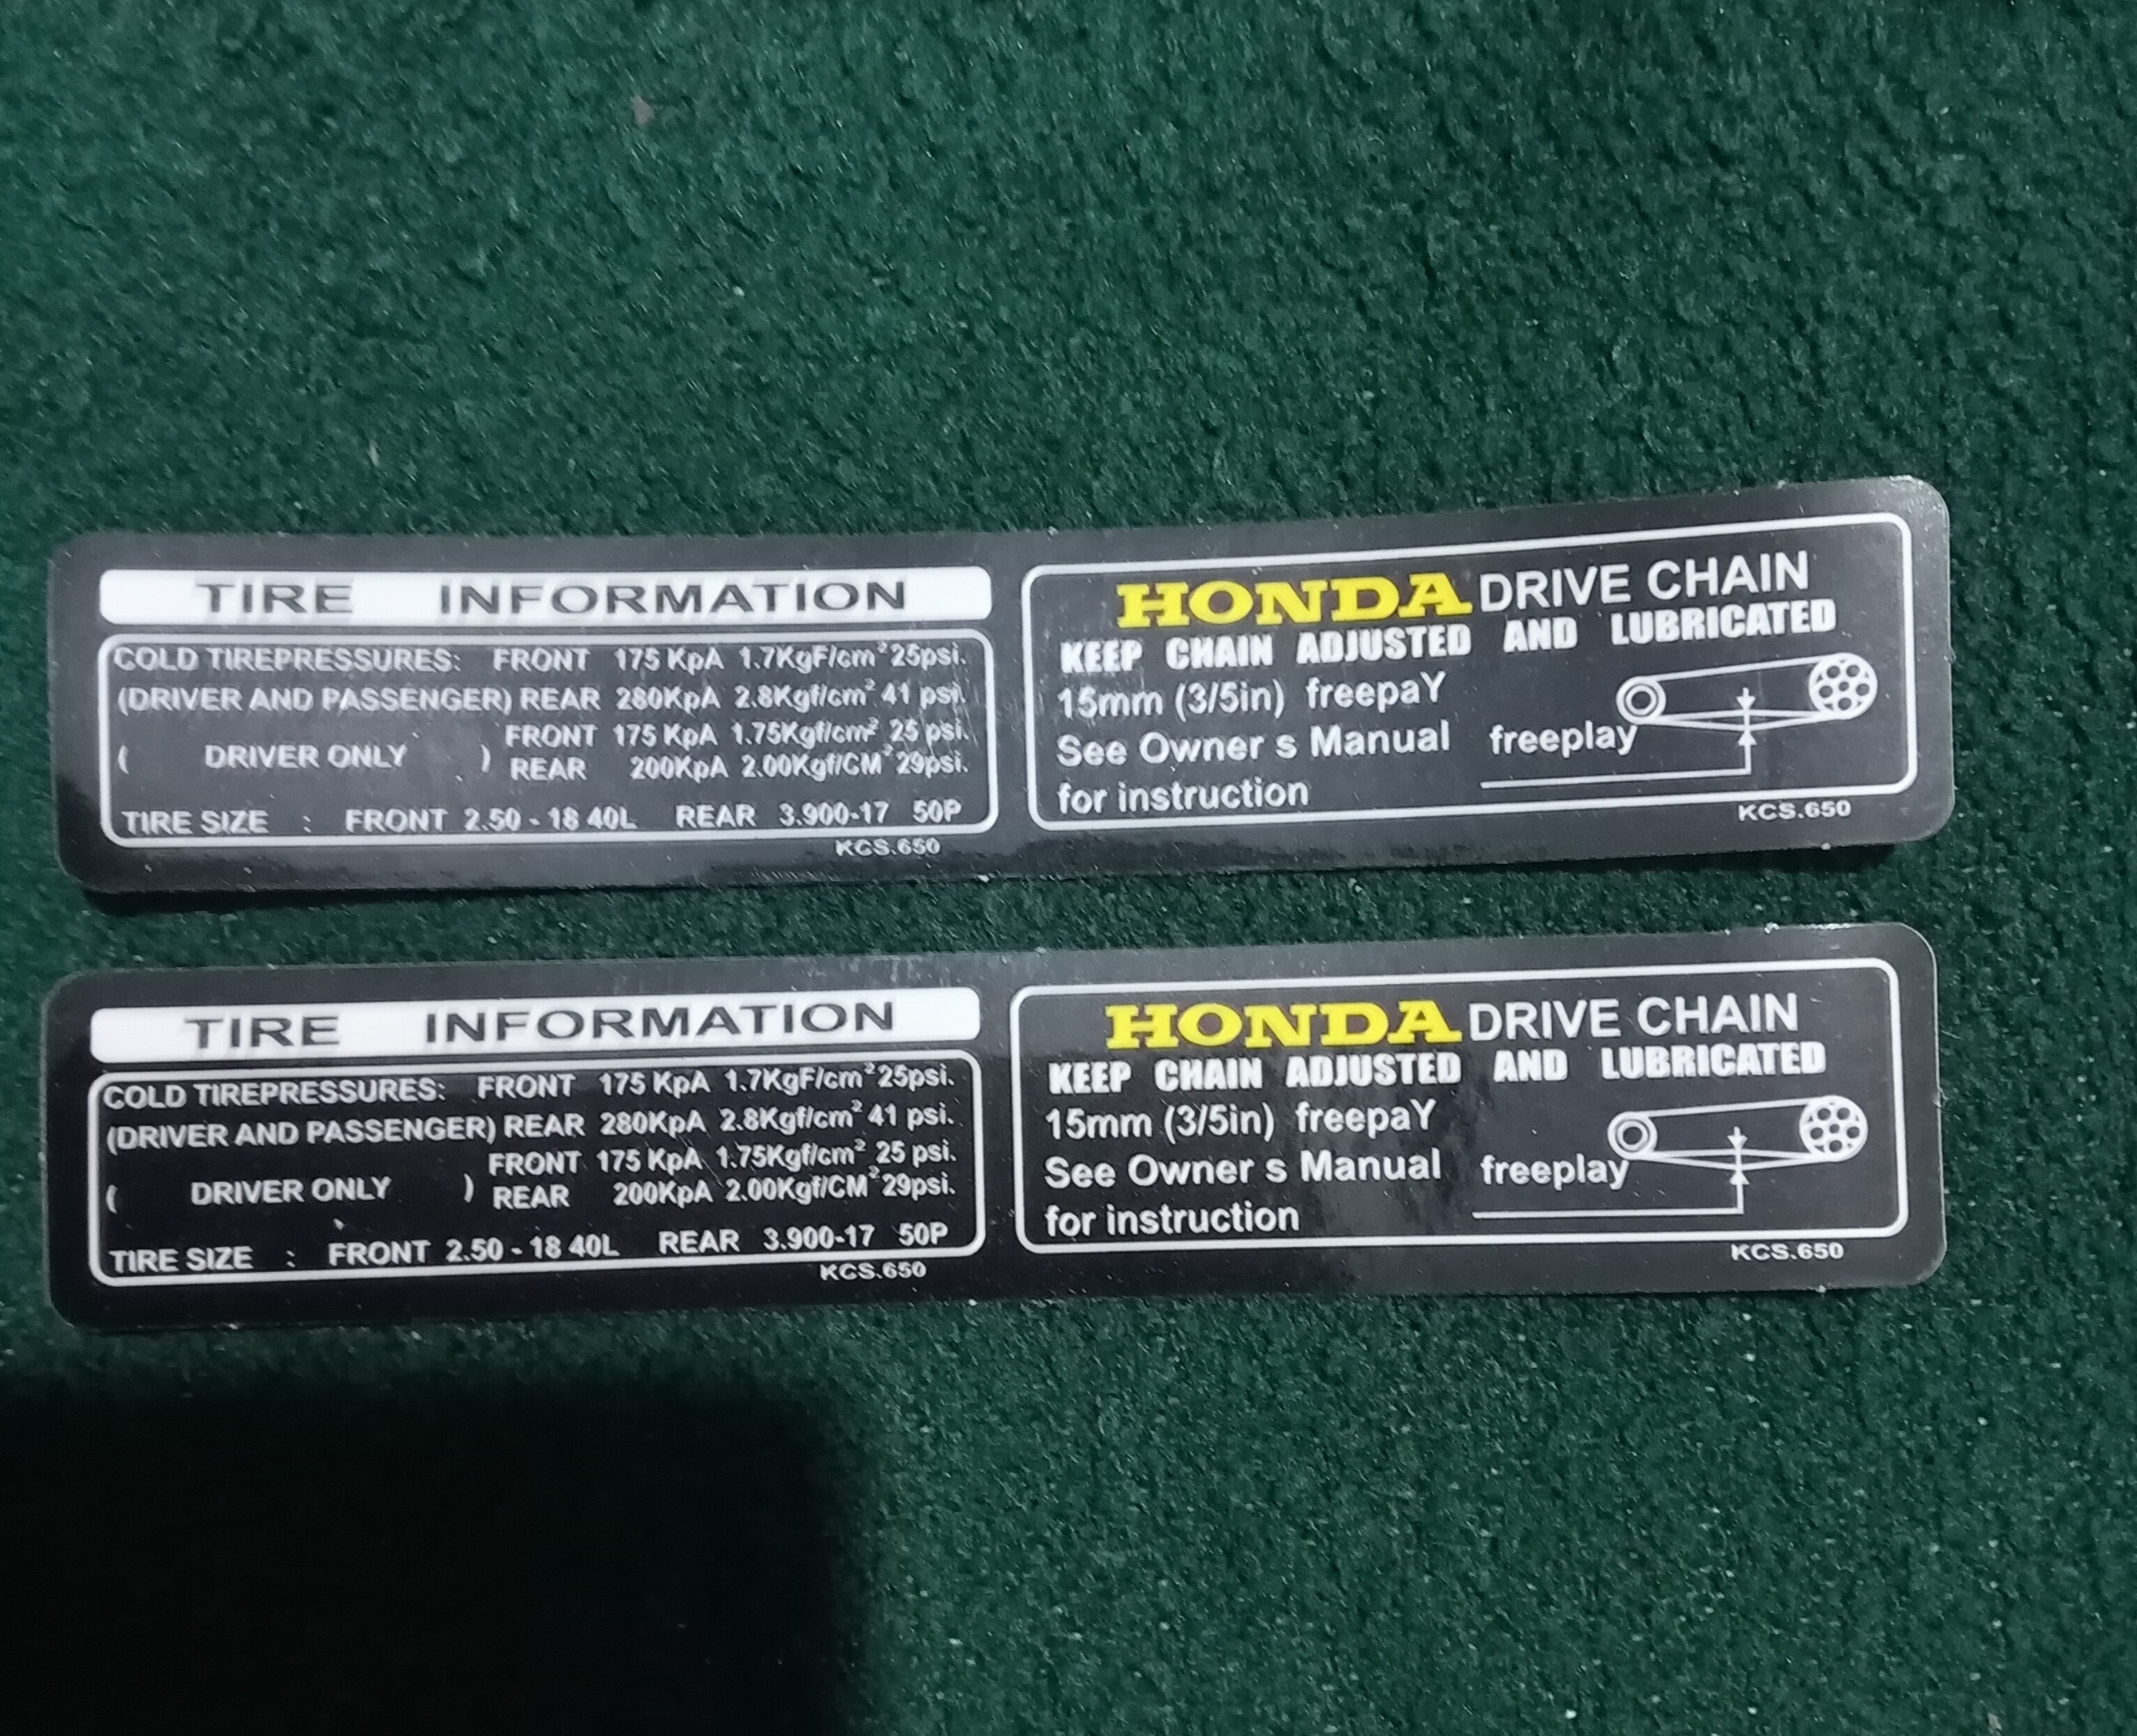 TIRE INFORMATION
COLD TIREPRESSURES: FRONT 175 KpA 1.7KgF/cm² 25psi.
(DRIVER AND PASSENGER) REAR 280KpA 2.8Kgf/cm² 41 psi.
FRONT 175 KpA 1.75Kgf/cm² 25 psi.
( DRIVER ONLY )
REAR 200KpA 2.00Kgf/CM² 29psi.
TIRE SIZE : FRONT 2.50 - 18 40L REAR 3.900-17 50P
KCS.650
HONDA DRIVE CHAIN
KEEP CHAIN ADJUSTED AND LUBRICATED
15mm (3/5in) freepaY
See Owner s Manual freeplay
for instruction
KCS.650
TIRE INFORMATION
COLD TIREPRESSURES: FRONT 175 KpA 1.7KgF/cm² 25psi.
(DRIVER AND PASSENGER) REAR 280KpA 2.8Kgf/cm² 41 psi.
FRONT 175 KpA 1.75Kgf/cm² 25 psi.
( DRIVER ONLY )
REAR 200KpA 2.00Kgf/CM² 29psi.
TIRE SIZE : FRONT 2.50 - 18 40L REAR 3.900-17 50P
KCS.650
HONDA DRIVE CHAIN
KEEP CHAIN ADJUSTED AND LUBRICATED
15mm (3/5in) freepaY
See Owner s Manual freeplay
for instruction
KCS.650